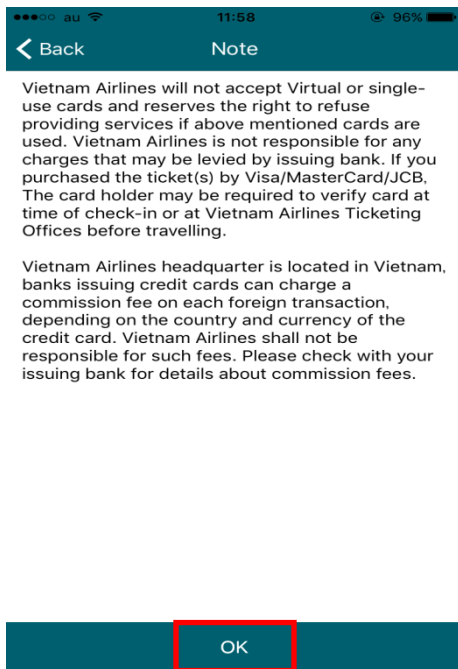 au 11:58 96%
Back Note
Vietnam Airlines will not accept Virtual or single-
use cards and reserves the right to refuse
providing services if above mentioned cards are
used. Vietnam Airlines is not responsible for any
charges that may be levied by issuing bank. If you
purchased the ticket(s) by Visa/MasterCard/JCB,
The card holder may be required to verify card at
time of check-in or at Vietnam Airlines Ticketing
Offices before travelling.
Vietnam Airlines headquarter is located in Vietnam,
banks issuing credit cards can charge a
commission fee on each foreign transaction,
depending on the country and currency of the
credit card. Vietnam Airlines shall not be
responsible for such fees. Please check with your
issuing bank for details about commission fees.
OK